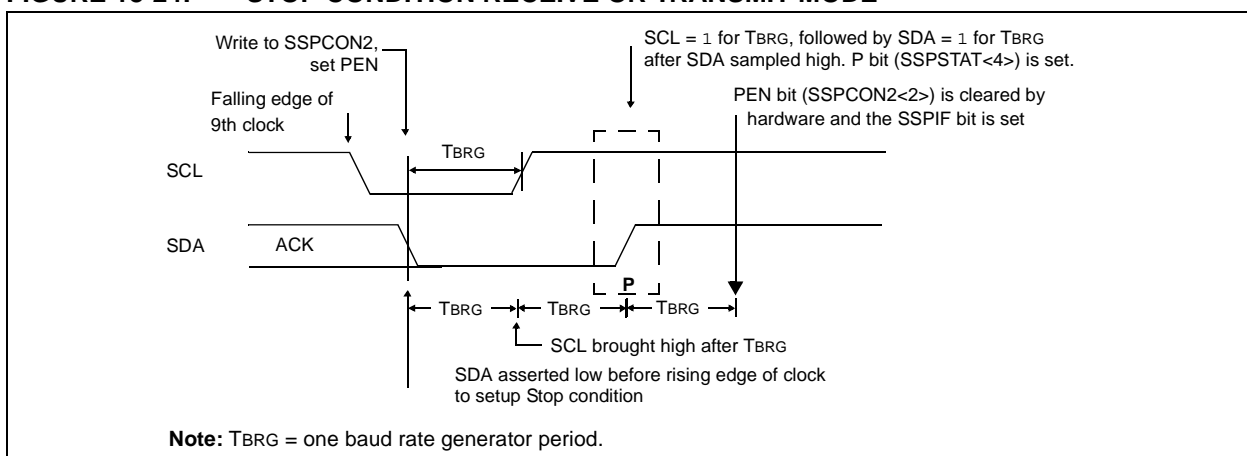 Write to SSPCON2,
set PEN
SCL = 1 for TBRG, followed by SDA = 1 for TBRG
after SDA sampled high. P bit (SSPSTAT<4>) is set.
Falling edge of
9th clock
PEN bit (SSPCON2<2>) is cleared by
hardware and the SSPIF bit is set
TBRG
SCL
SDA
ACK
P
TBRG
TBRG
TBRG
SCL brought high after TBRG
SDA asserted low before rising edge of clock
to setup Stop condition
Note: TBRG = one baud rate generator period.